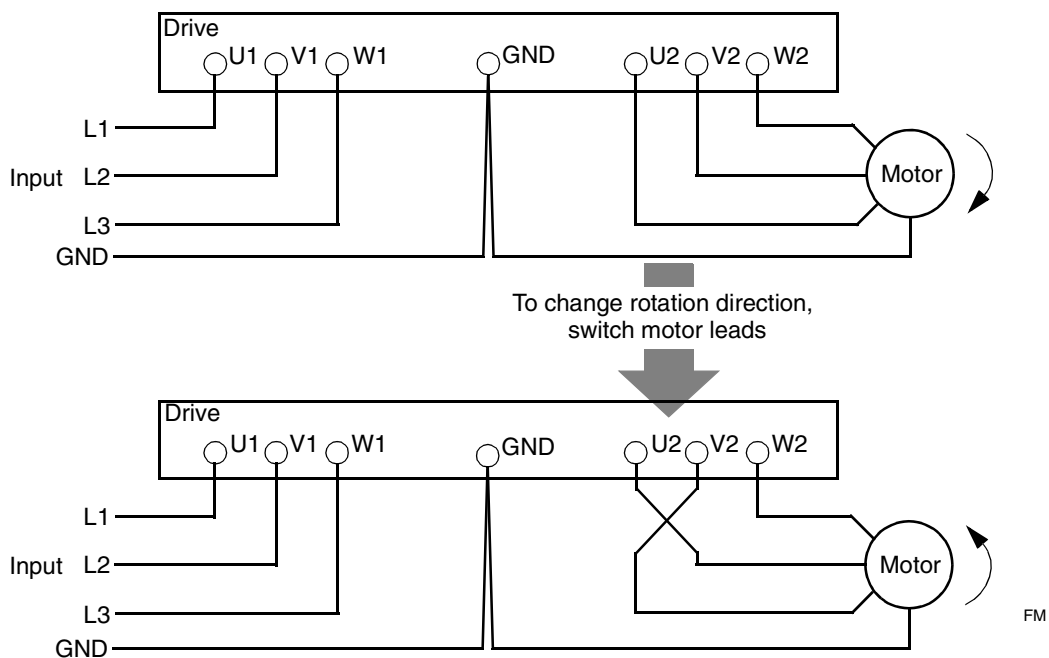 Drive
U1 V1 W1 GND U2 V2 W2
L1
Input L2 Motor
L3
GND
To change rotation direction,
switch motor leads
Drive
U1 V1 W1 GND U2 V2 W2
L1
Input L2 Motor
L3 FM
GND